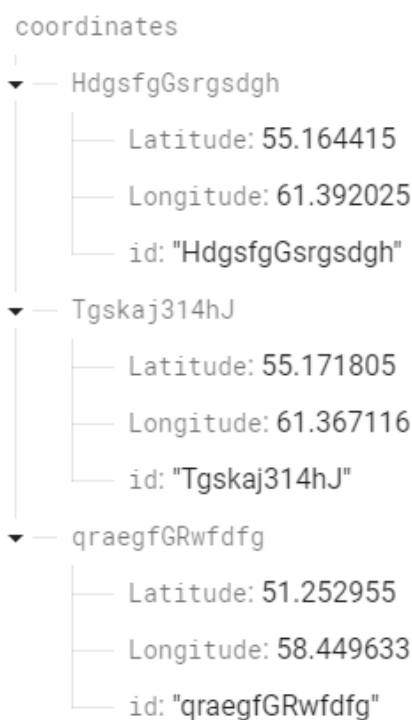 coordinates
HdgsfgGsrgsdgh
Latitude: 55.164415
Longitude: 61.392025
id: "HdgsfgGsrgsdgh"
Tgskaj314hJ
Latitude: 55.171805
Longitude: 61.367116
id: "Tgskaj314hJ"
qraegfGRwfdfg
Latitude: 51.252955
Longitude: 58.449633
id: "qraegfGRwfdfg"